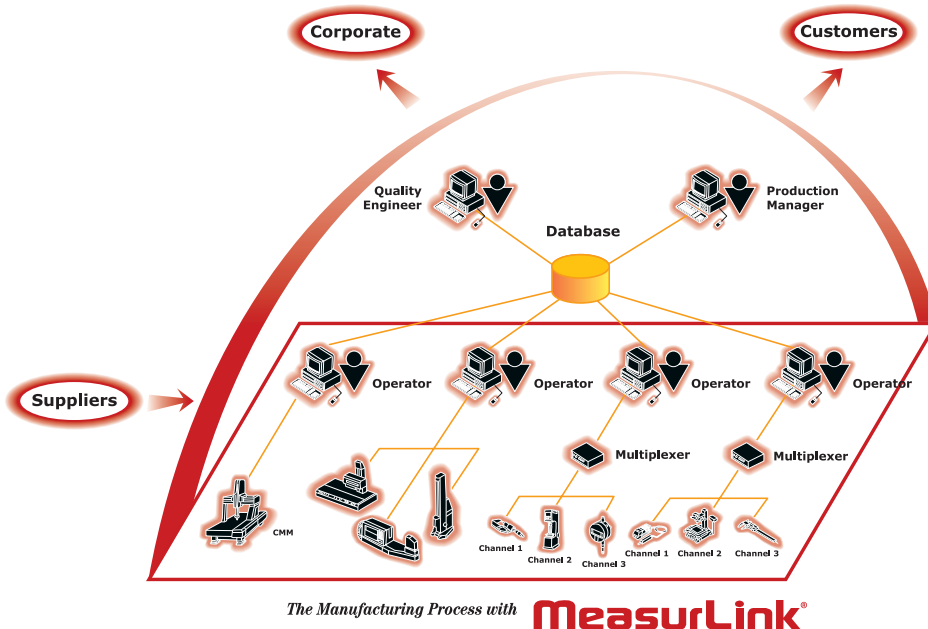 Corporate
Customers
Quality
Engineer
Production
Manager
Database
Operator
Operator
Operator
Operator
Suppliers
Multiplexer
Multiplexer
CMM
Channel 1
Channel 2
Channel 3
Channel 1
Channel 2
Channel 3
The Manufacturing Process with MeasurLink®